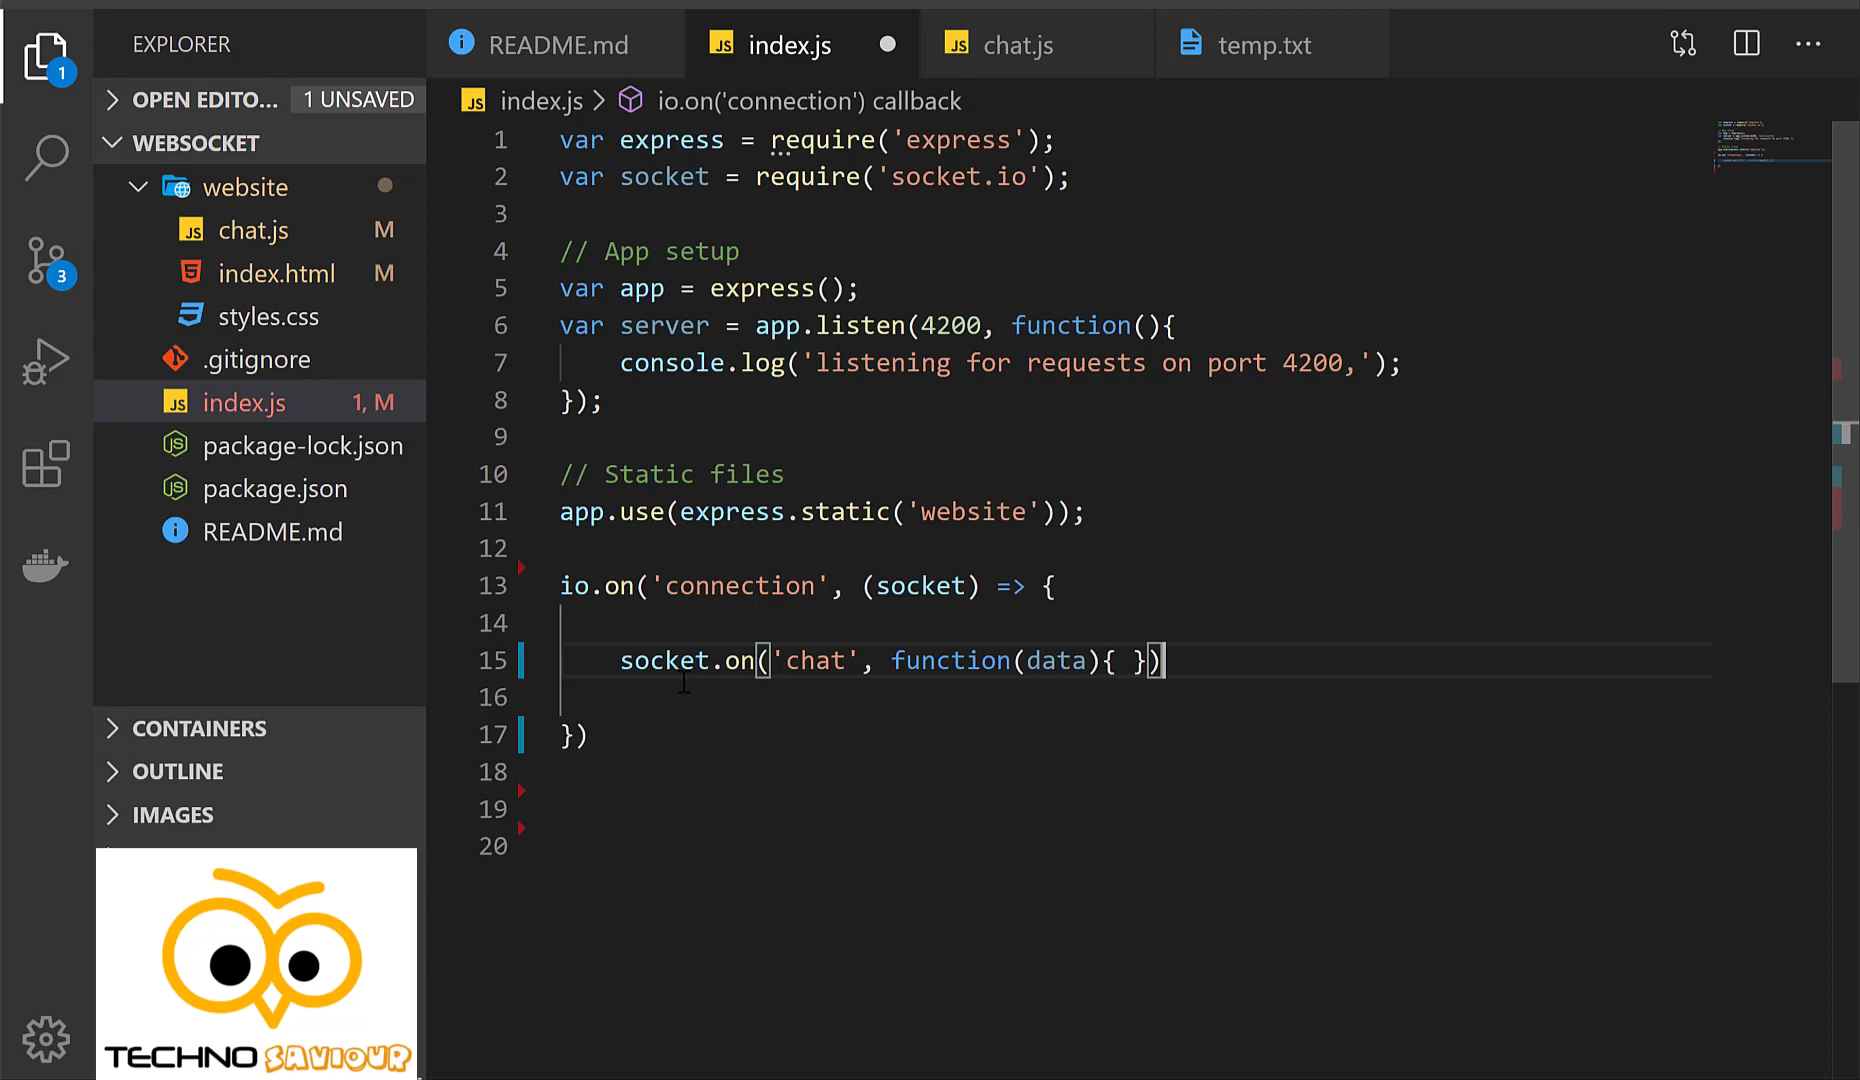 EXPLORER
OPEN EDITO... 1 UNSAVED
WEBSOCKET
website
chat.js M
index.html M
styles.css
.gitignore
index.js 1, M
package-lock.json
package.json
README.md
CONTAINERS
OUTLINE
IMAGES
TECHNO SAVIOUR
1
3
README.md
index.js
chat.js
temp.txt
index.js > io.on('connection') callback
1 var express = require('express');
2 var socket = require('socket.io');
3
4 // App setup
5 var app = express();
6 var server = app.listen(4200, function(){
7 console.log('listening for requests on port 4200,');
8 });
9
10 // Static files
11 app.use(express.static('website'));
12
13 io.on('connection', (socket) => {
14
15 socket.on('chat', function(data){ })
16
17 })
18
19
20